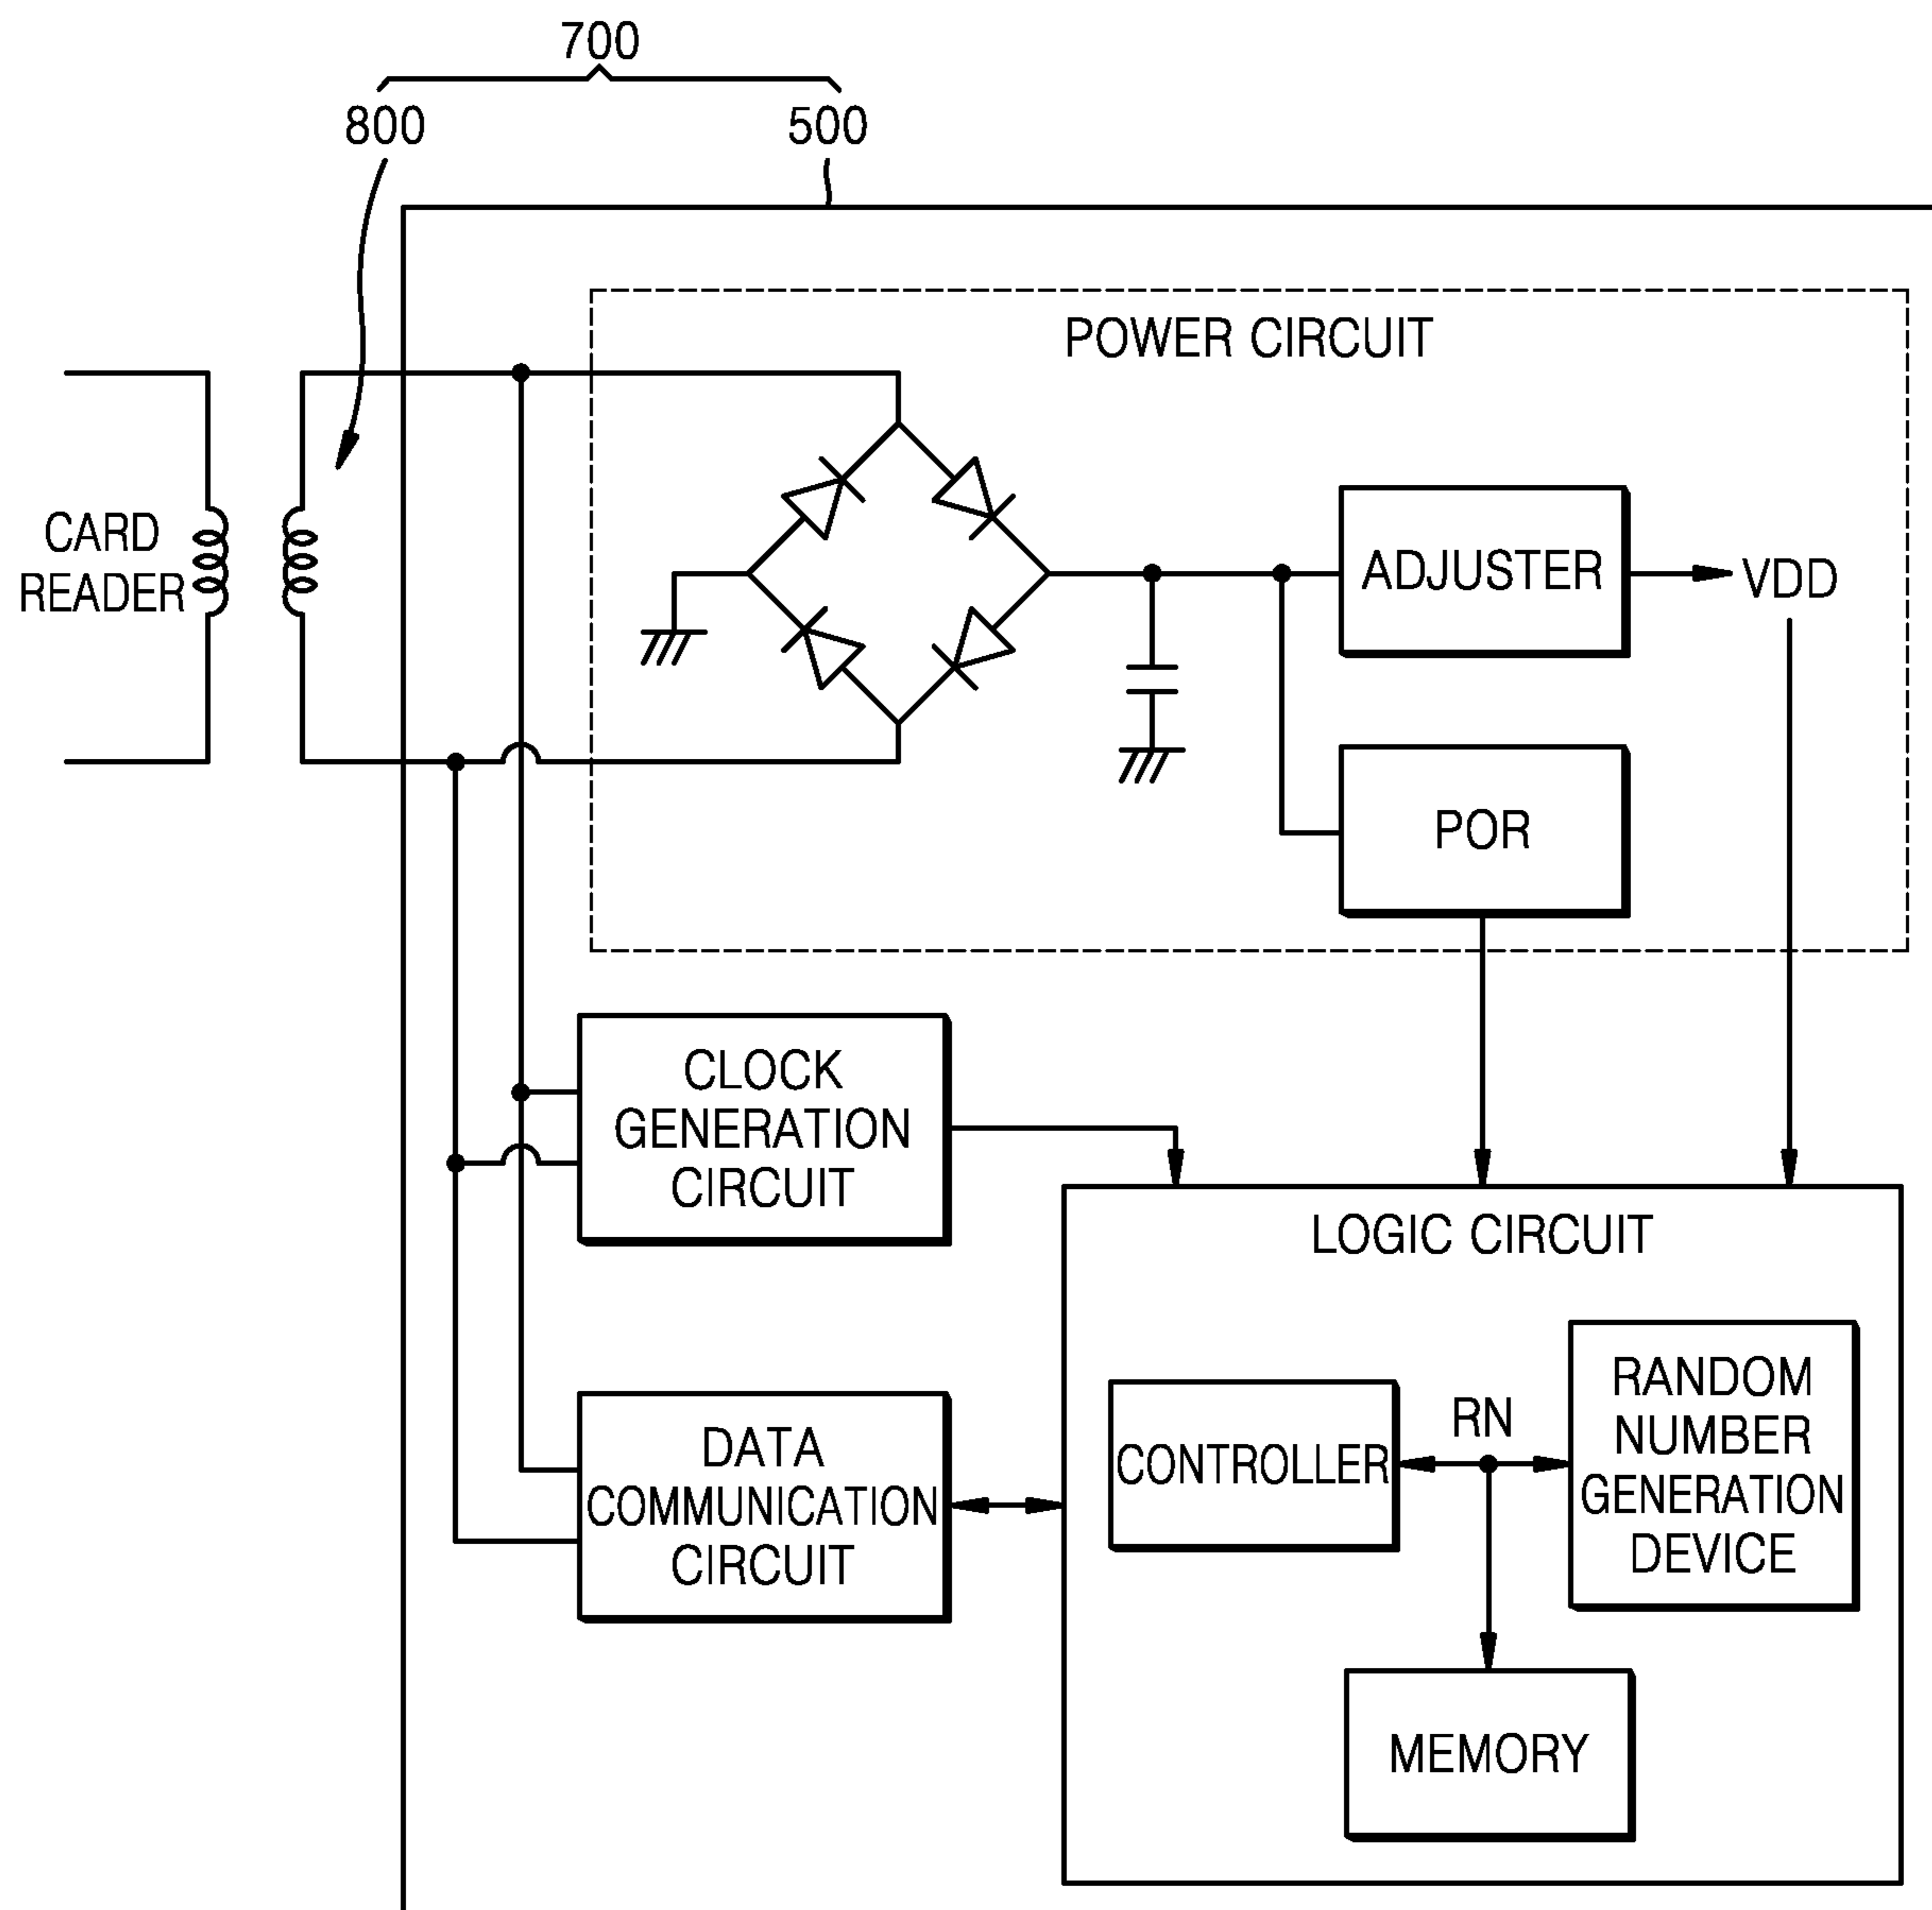 700
800
500
POWER CIRCUIT
CARD
READER
ADJUSTER
VDD
POR
CLOCK
GENERATION
CIRCUIT
LOGIC CIRCUIT
DATA
COMMUNICATION
CIRCUIT
CONTROLLER
RN
RANDOM
NUMBER
GENERATION
DEVICE
MEMORY